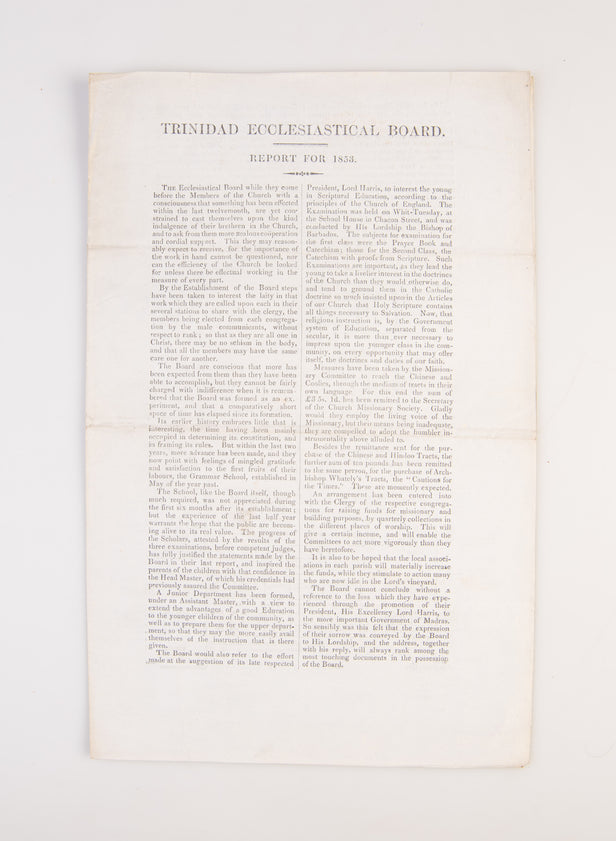 TRINIDAD ECCLESIASTICAL BOARD.
REPORT FOR 1853.
THE Ecclesiastical Board while they come
before the Members of the Church with a
consciousness that something has been effected
within the last twelvemonth, are yet con-
strained to cast themselves upon the kind
indulgence of their brethren in the Church,
and to ask from them more zealous co-operation
and cordial support. This they may reason-
ably expect to receive, for the importance of
the work in hand cannot be questioned, nor
can the efficiency of the Church be looked
for unless there be effectual working in the
measure of every part.
By the Establishment of the Board steps
have been taken to interest the laity in that
work which they are called upon each in their
several stations to share with the clergy, the
members being elected from each congrega-
tion by the male communicants, without
respect to rank; so that as they are all one in
Christ, there may be no schism in the body,
and that all the members may have the same
care one for another.
The Board are conscious that more has
been expected from them than they have been
able to accomplish, but they cannot be fairly
charged with indifference when it is remem-
bered that the Board was formed as an ex-
periment, and that a comparatively short
space of time has elapsed since its formation.
Its earlier history embraces little that is
interesting, the time having been mainly
occupied in determining its constitution, and
in framing its rules. But within the last two
years, more advance has been made, and they
now point with feelings of mingled gratitude
and satisfaction to the first fruits of their
labours, the Grammar School, established in
May of the year past.
The School, like the Board itself, though
much required, was not appreciated during
the first six months after its establishment;
but the experience of the last half year
warrants the hope that the public are becom-
ing alive to its real value. The progress of
the Scholars, attested by the results of the
three examinations, before competent judges,
has fully justified the statements made by the
Board in their last report, and inspired the
parents of the children with that confidence in
the Head Master, of which his credentials had
previously assured the Committee.
A Junior Department has been formed,
under an Assistant Master, with a view to
extend the advantages of a good Education
to the younger children of the community, as
well as to prepare them for the upper depart-
ment, so that they may the more easily avail
themselves of the instruction that is there
given.
The Board would also refer to the effort
made at the suggestion of its late respected
President, Lord Harris, to interest the young
in Scriptural Education, according to the
principles of the Church of England. The
Examination was held on Whit-Tuesday, at
the School House in Chacon Street, and was
conducted by His Lordship the Bishop of
Barbados. The subjects for examination for
the first class were the Prayer Book and
Catechism; those for the Second Class, the
Catechism with proofs from Scripture. Such
Examinations are important, as they lead the
young to take a livelier interest in the doctrines
of the Church than they would otherwise do,
and tend to ground them in the Catholic
doctrine so much insisted upon in the Articles
of our Church that Holy Scripture contains
all things necessary to Salvation. Now, that
religious instruction is, by the Government
system of Education, separated from the
secular, it is more than ever necessary to
impress upon the younger class in the com-
munity, on every opportunity that may offer
itself, the doctrines and duties of our faith.
Measures have been taken by the Mission-
ary Committee to reach the Chinese and
Coolies, through the medium of tracts in their
own language. For this end the sum of
£3 5s. 1d. has been remitted to the Secretary
of the Church Missionary Society. Gladly
would they employ the living voice of the
Missionary, but their means being inadequate,
they are compelled to adopt the humbler in-
strumentality above alluded to.
Besides the remittance sent for the pur-
chase of the Chinese and Hindoo Tracts, the
further sum of ten pounds has been remitted
to the same person, for the purchase of Arch-
bishop Whately's Tracts, the "Cautions for
the Times." These are momently expected.
An arrangement has been entered into
with the Clergy of the respective congrega-
tions for raising funds for missionary and
building purposes, by quarterly collections in
the different places of worship. This will
give a certain income, and will enable the
Committees to act more vigorously than they
have heretofore.
It is also to be hoped that the local associ-
ations in each parish will materially increase
the funds, while they stimulate to action many
who are now idle in the Lord's vineyard.
The Board cannot conclude without a
reference to the loss which they have expe-
rienced through the promotion of their
President, His Excellency Lord Harris, to
the more important Government of Madras.
So sensibly was this felt that the expression
of their sorrow was conveyed by the Board
to His Lordship, and the address, together
with his reply, will always rank among the
most touching documents in the possession
of the Board.